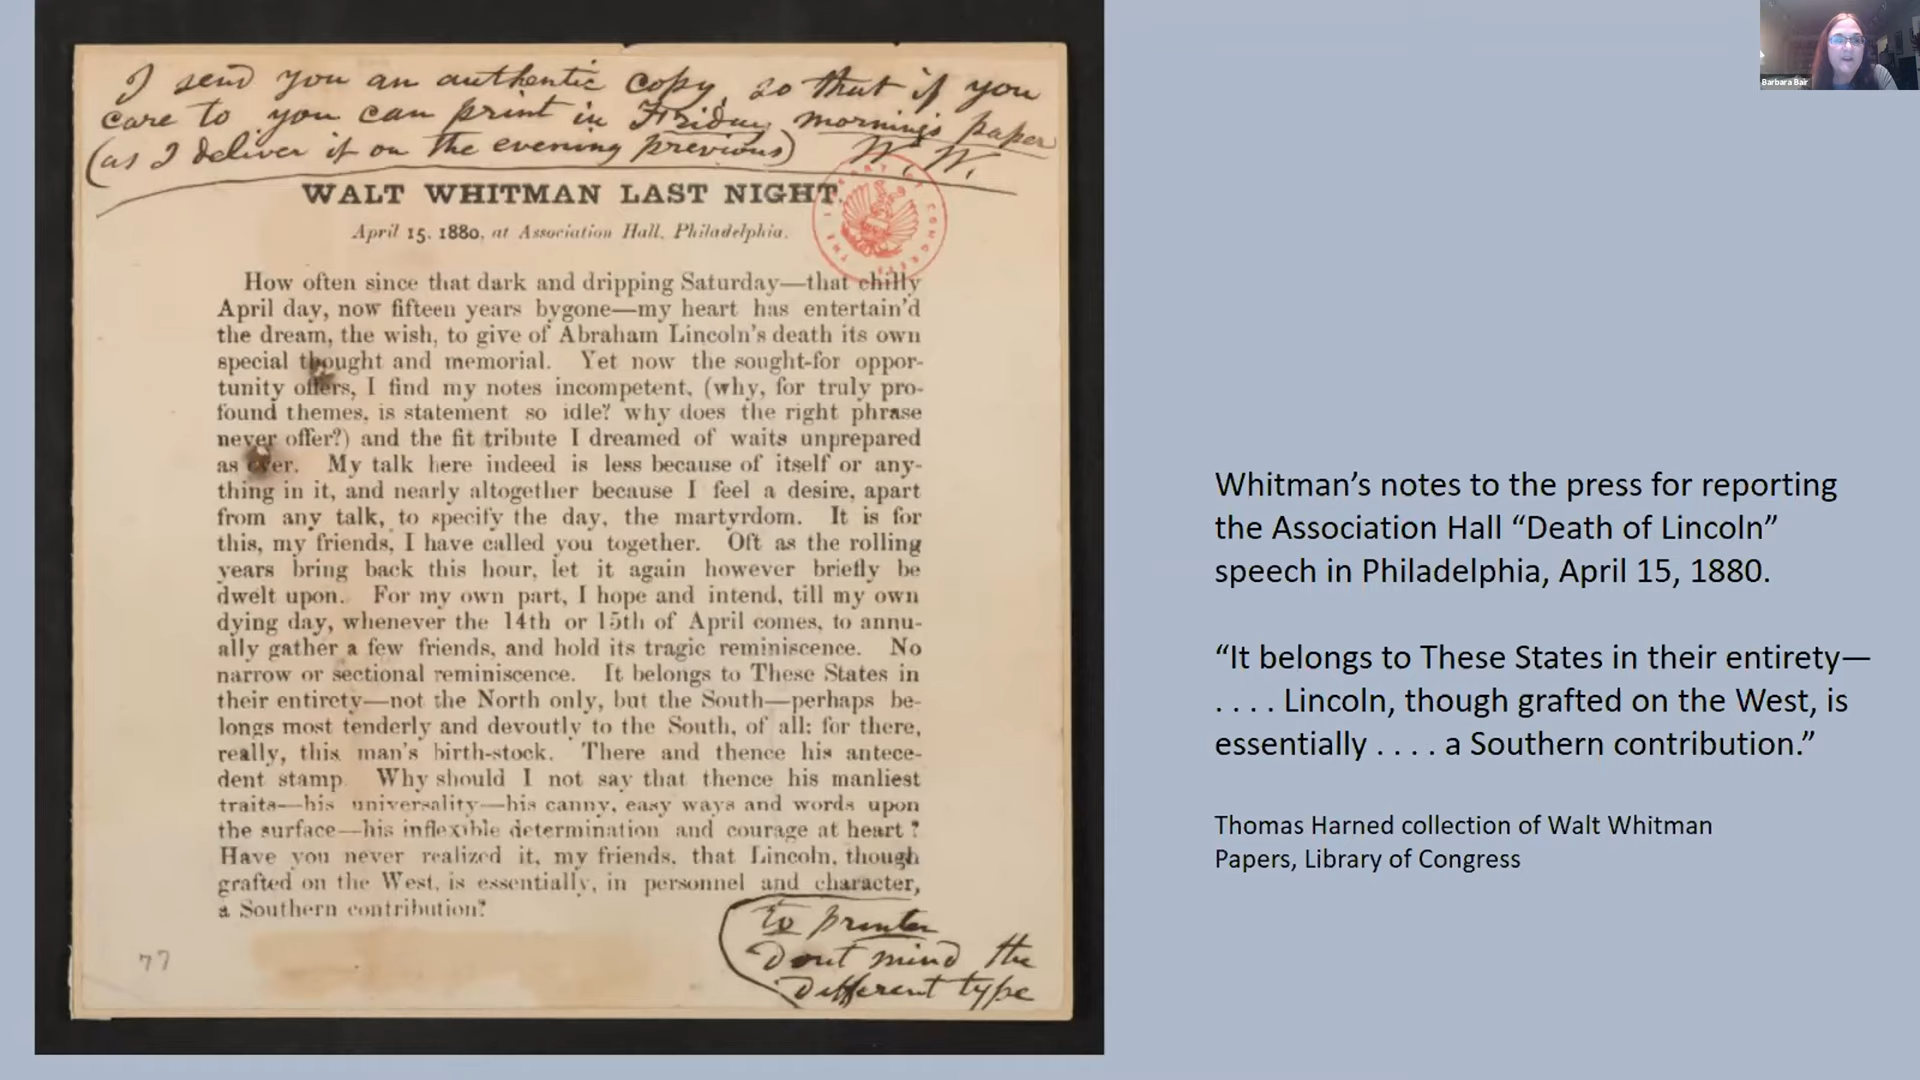 I send you an authentic copy, so that if you
care to you can print in Friday morning's paper
(as I deliver it on the evening previous) W. W.
WALT WHITMAN LAST NIGHT.
April 15, 1880, at Association Hall, Philadelphia.
THE LIBRARY OF CONGRESS
How often since that dark and dripping Saturday—that chilly
April day, now fifteen years bygone—my heart has entertain'd
the dream, the wish, to give of Abraham Lincoln's death its own
special thought and memorial. Yet now the sought-for oppor-
tunity offers, I find my notes incompetent, (why, for truly pro-
found themes, is statement so idle? why does the right phrase
never offer?) and the fit tribute I dreamed of waits unprepared
as ever. My talk here indeed is less because of itself or any-
thing in it, and nearly altogether because I feel a desire, apart
from any talk, to specify the day, the martyrdom. It is for
this, my friends, I have called you together. Oft as the rolling
years bring back this hour, let it again however briefly be
dwelt upon. For my own part, I hope and intend, till my own
dying day, whenever the 14th or 15th of April comes, to annu-
ally gather a few friends, and hold its tragic reminiscence. No
narrow or sectional reminiscence. It belongs to These States in
their entirety—not the North only, but the South—perhaps be-
longs most tenderly and devoutly to the South, of all; for there,
really, this man's birth-stock. There and thence his antece-
dent stamp. Why should I not say that thence his manliest
traits—his universality—his canny, easy ways and words upon
the surface—his inflexible determination and courage at heart?
Have you never realized it, my friends, that Lincoln, though
grafted on the West, is essentially, in personnel and character,
a Southern contribution?
to printer
Dont mind the
different type
77
Whitman’s notes to the press for reporting
the Association Hall “Death of Lincoln”
speech in Philadelphia, April 15, 1880.
“It belongs to These States in their entirety—
. . . . Lincoln, though grafted on the West, is
essentially . . . . a Southern contribution.”
Thomas Harned collection of Walt Whitman
Papers, Library of Congress
Barbara Bair